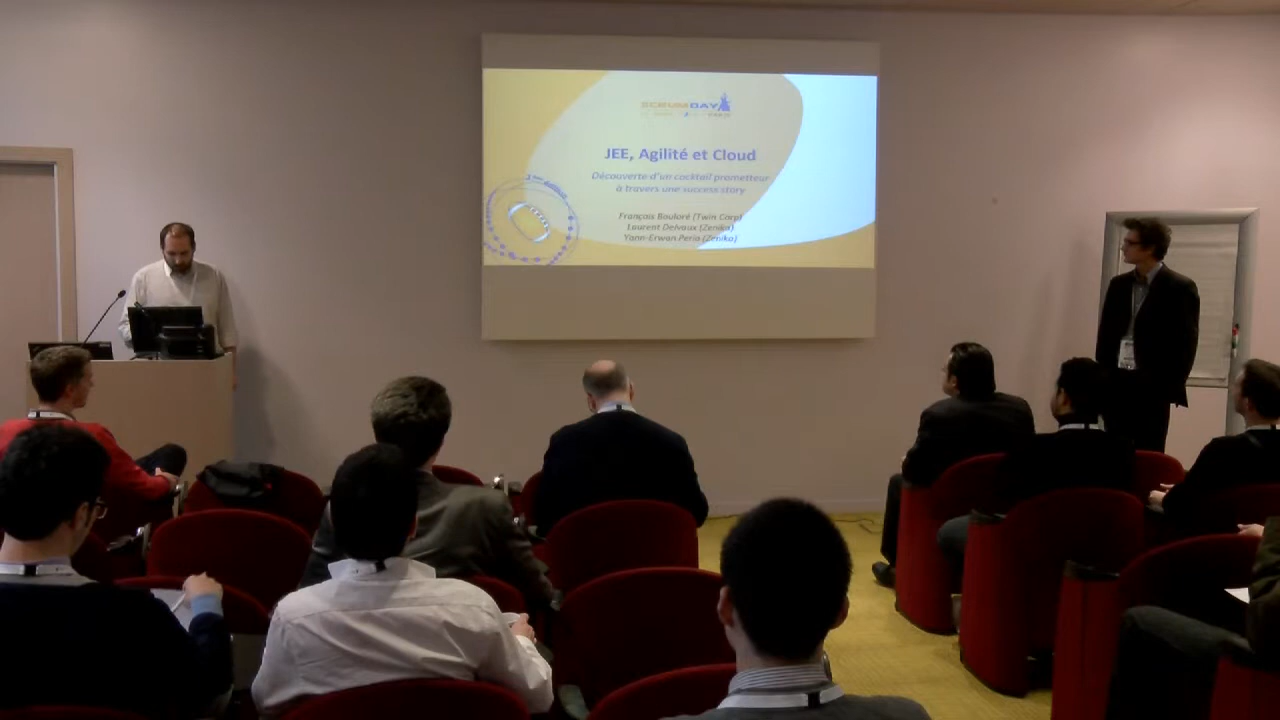 SCRUMDAY
JEE, Agilité et Cloud
Découverte d'un cocktail prometteur
à travers une success story
François Bouloré (Twin Corp)
Laurent Delvaux (Zenika)
Yann-Erwan Perio (Zenika)